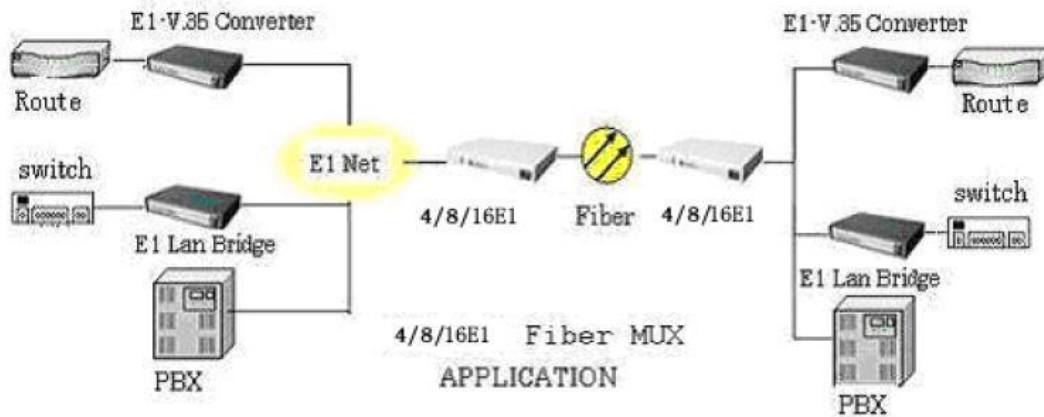 E1-V.35 Converter
Route
switch
E1 Lan Bridge
PBX
E1 Net
4/8/16E1
Fiber
4/8/16E1
E1-V.35 Converter
Route
switch
E1 Lan Bridge
PBX
4/8/16E1 Fiber MUX
APPLICATION